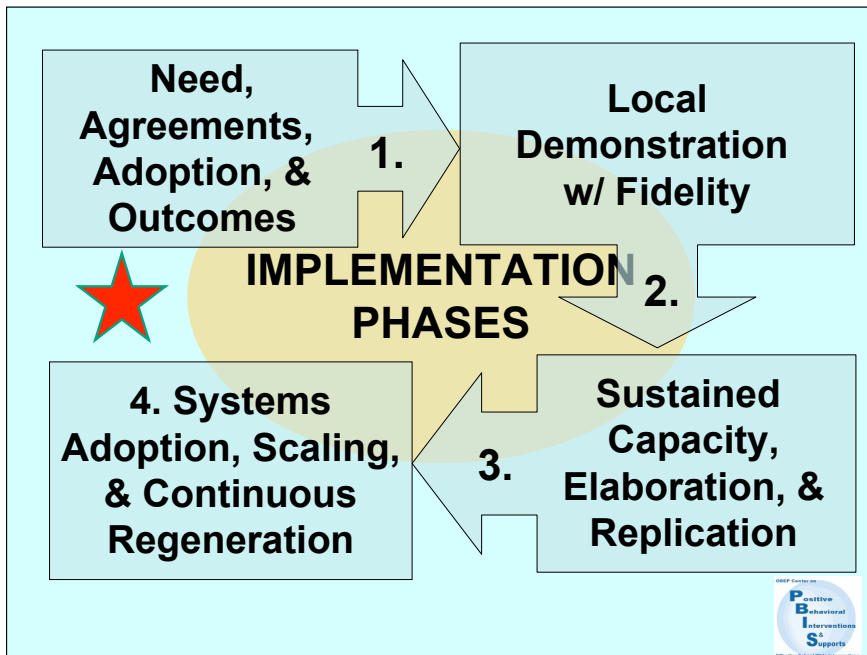 Need,
Agreements,
Adoption, &
Outcomes
1.
Local
Demonstration
w/ Fidelity
IMPLEMENTATION
PHASES
2.
Sustained
Capacity,
Elaboration, &
Replication
3.
4. Systems
Adoption, Scaling,
& Continuous
Regeneration
OSEP Center on
Positive
Behavioral
Interventions
&
Supports